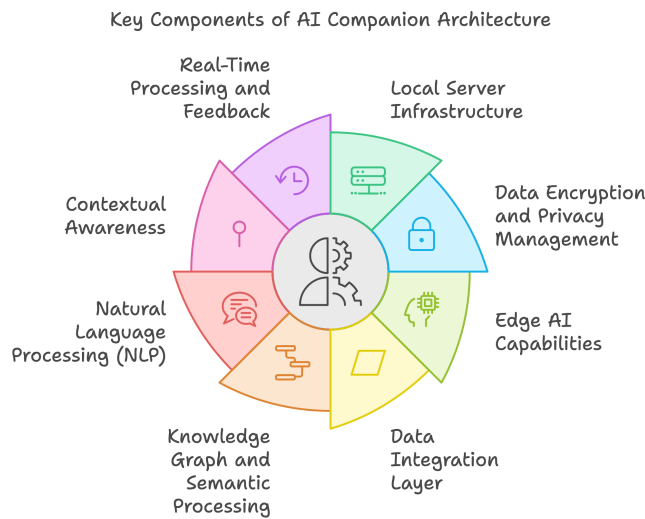 Key Components of AI Companion Architecture
Real-Time
Processing and
Feedback
Local Server
Infrastructure
Contextual
Awareness
Data Encryption
and Privacy
Management
Natural
Language
Processing (NLP)
Edge AI
Capabilities
Knowledge
Graph and
Semantic
Processing
Data
Integration
Layer